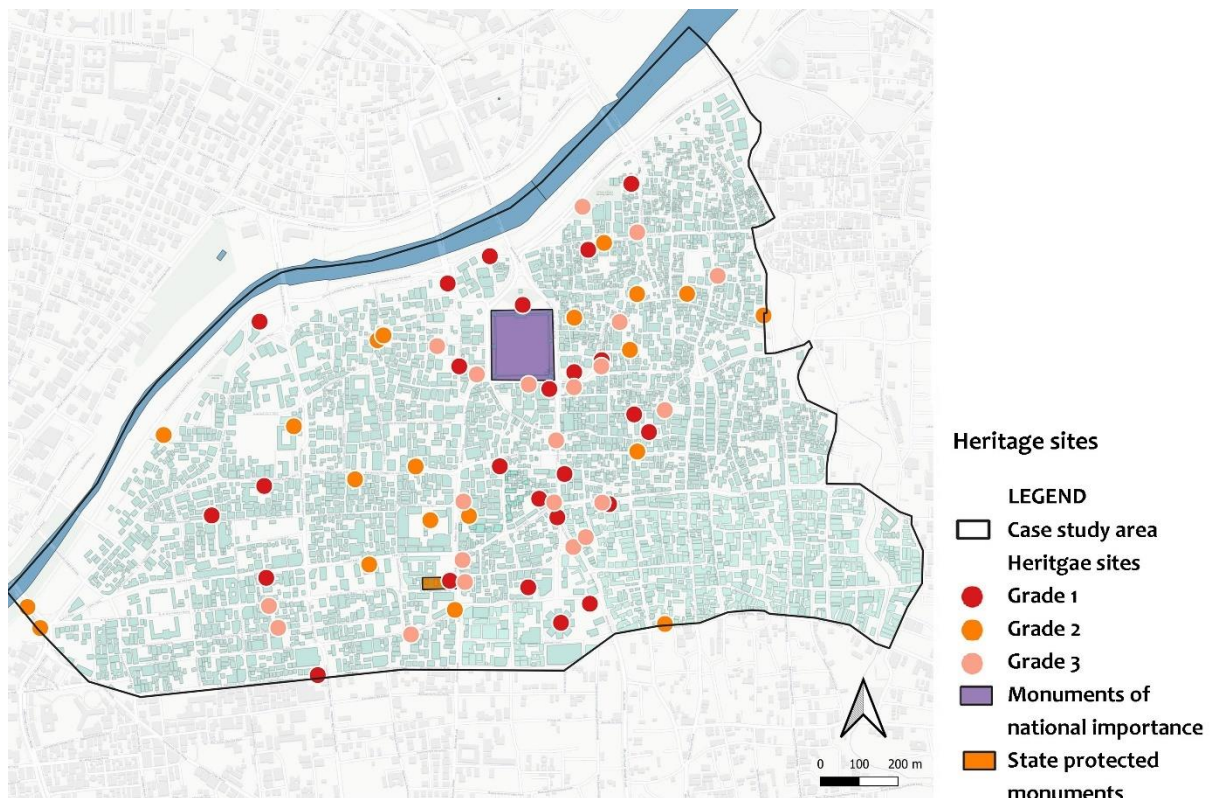 Heritage sites
LEGEND
Case study area
Heritgae sites
Grade 1
Grade 2
Grade 3
Monuments of
national importance
State protected
monuments
0 100 200 m